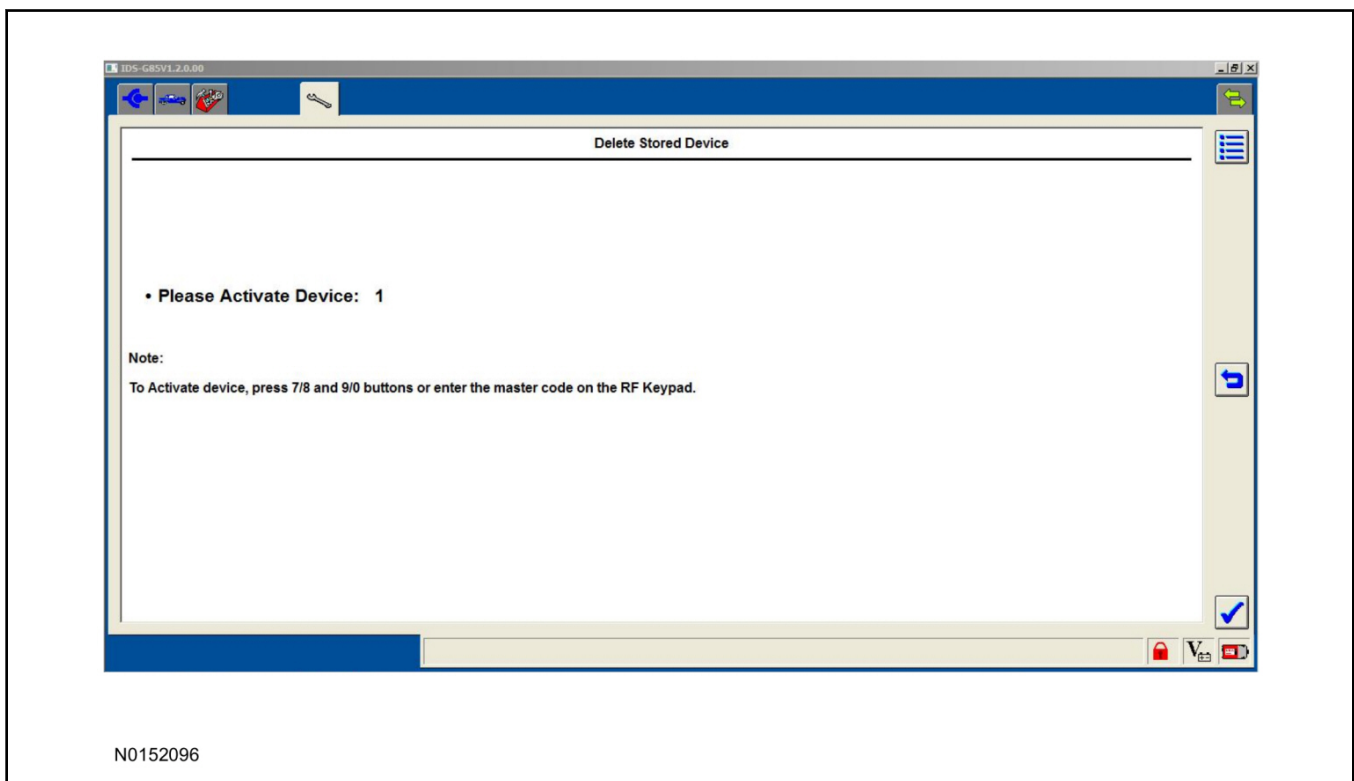 IDS-G85V1.2.0.00
Delete Stored Device
• Please Activate Device: 1
Note:
To Activate device, press 7/8 and 9/0 buttons or enter the master code on the RF Keypad.
V
N0152096